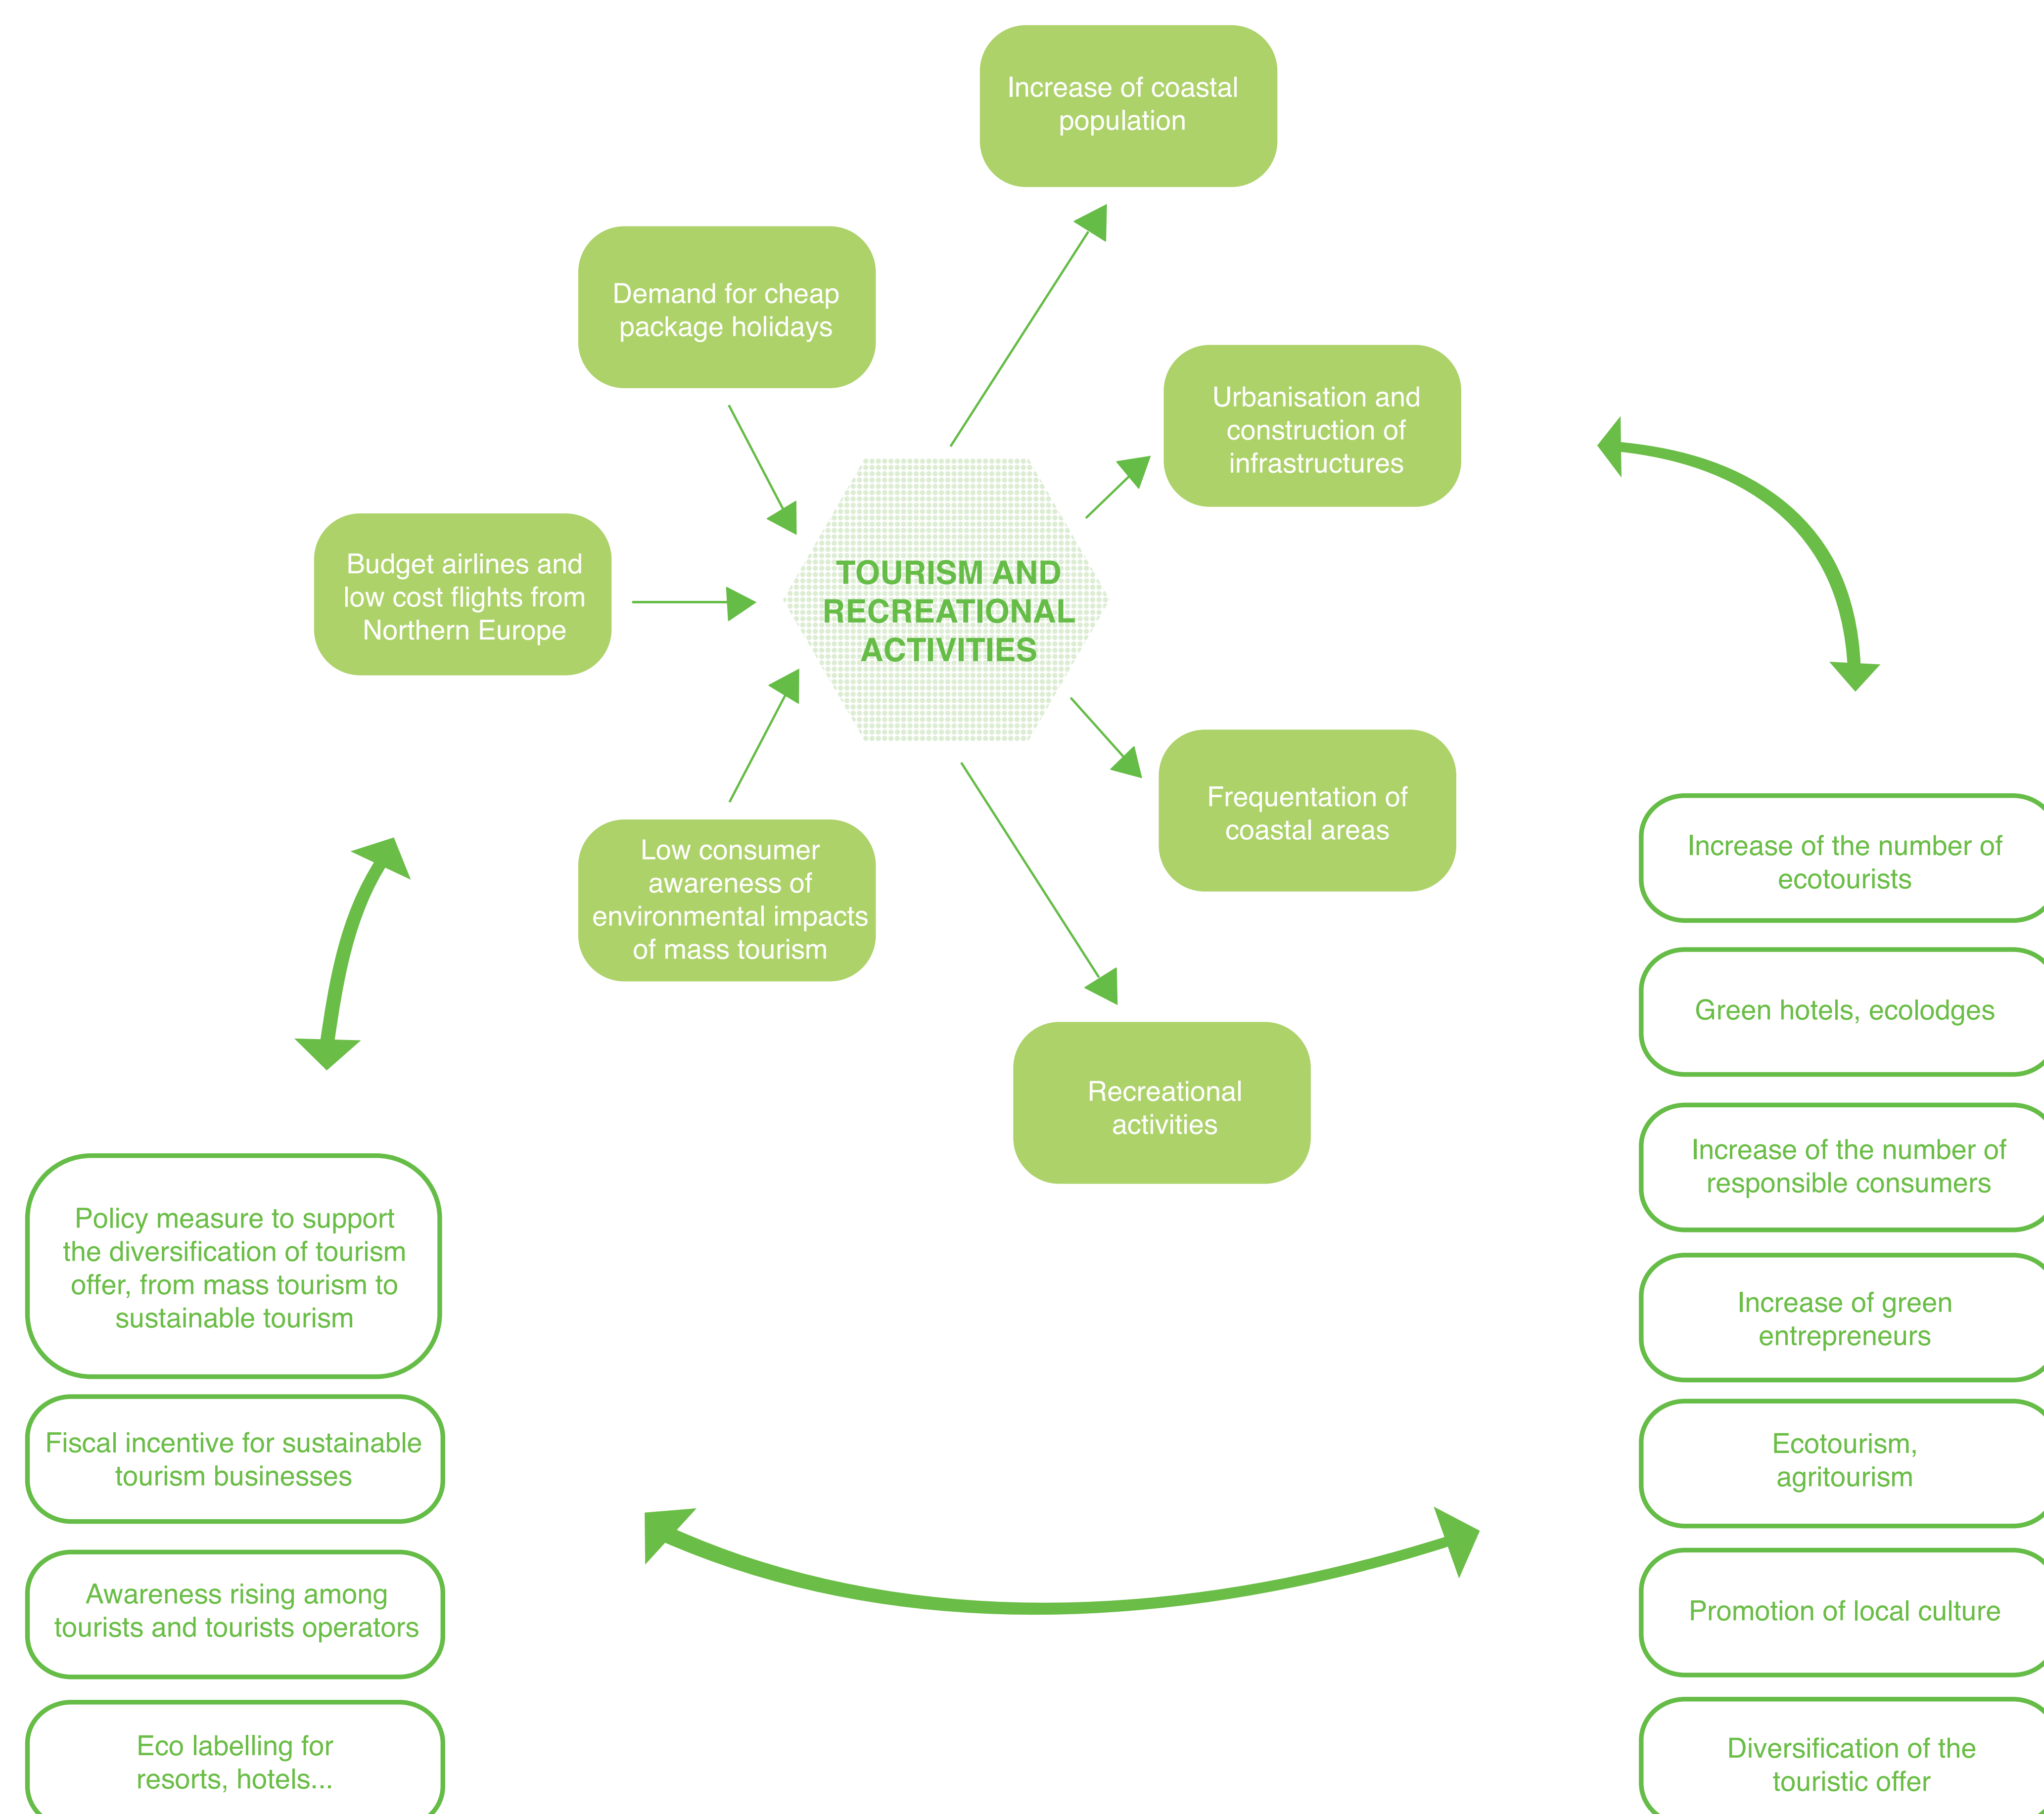 Increase of coastal
population
Demand for cheap
package holidays
Urbanisation and
construction of
infrastructures
Budget airlines and
low cost flights from
Northern Europe
TOURISM AND
RECREATIONAL
ACTIVITIES
Low consumer
awareness of
environmental impacts
of mass tourism
Frequentation of
coastal areas
Recreational
activities
Policy measure to support
the diversification of tourism
offer, from mass tourism to
sustainable tourism
Fiscal incentive for sustainable
tourism businesses
Awareness rising among
tourists and tourists operators
Eco labelling for
resorts, hotels...
Increase of the number of
ecotourists
Green hotels, ecolodges
Increase of the number of
responsible consumers
Increase of green
entrepreneurs
Ecotourism,
agritourism
Promotion of local culture
Diversification of the
touristic offer